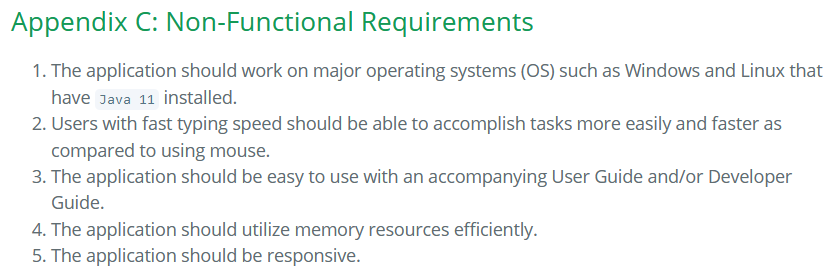 Appendix C: Non-Functional Requirements
1. The application should work on major operating systems (OS) such as Windows and Linux that
have Java 11 installed.
2. Users with fast typing speed should be able to accomplish tasks more easily and faster as
compared to using mouse.
3. The application should be easy to use with an accompanying User Guide and/or Developer
Guide.
4. The application should utilize memory resources efficiently.
5. The application should be responsive.